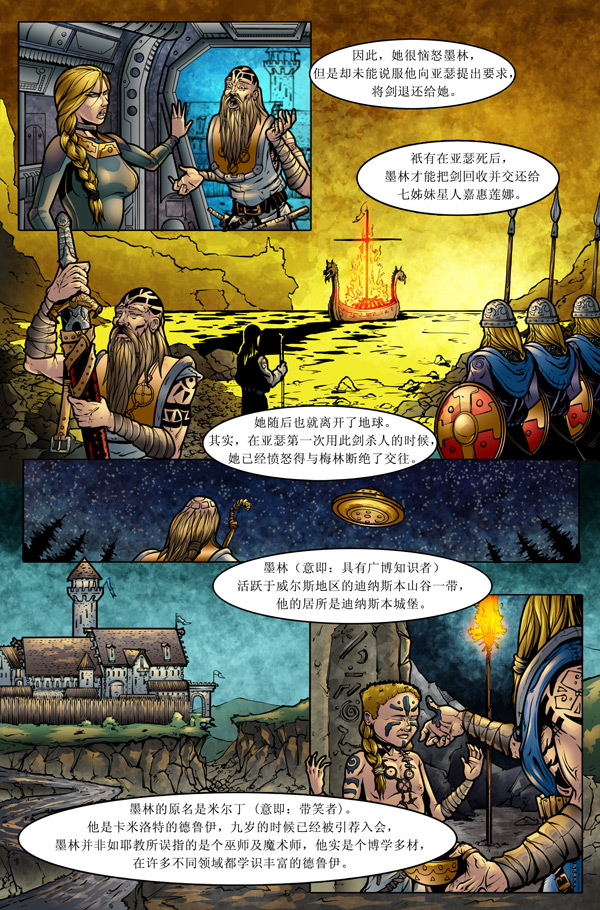 因此，她很恼怒墨林，
但是却未能说服他向亚瑟提出要求，
将剑退还给她。
祇有在亚瑟死后，
墨林才能把剑回收并交还给
七姊妹星人嘉惠莲娜。
她随后也就离开了地球。
其实，在亚瑟第一次用此剑杀人的时候，
她已经愤怒得与梅林断绝了交往。
墨林（意即：具有广博知识者）
活跃于威尔斯地区的迪纳斯本山谷一带，
他的居所是迪纳斯本城堡。
墨林的原名是米尔丁 (意即：带笑者)。
他是卡米洛特的德鲁伊，九岁的时候已经被引荐入会，
墨林并非如耶教所误指的是个巫师及魔术师，他实是个博学多材，
在许多不同领域都学识丰富的德鲁伊。